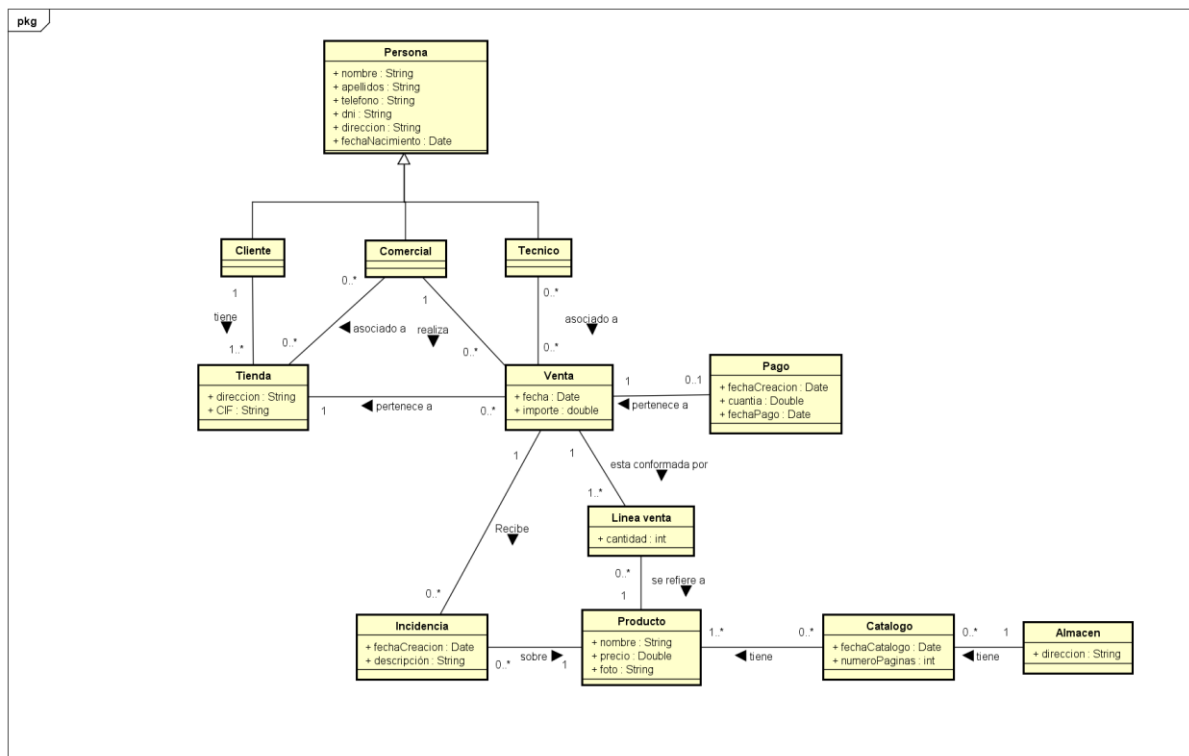 pkg
Persona
+ nombre : String
+ apellidos : String
+ telefono : String
+ dni : String
+ direccion : String
+ fechaNacimiento : Date
Cliente
Comercial
Tecnico
1
0..*
1
0..*
tiene
asociado a
realiza
asociado a
1..*
0..*
0..*
0..*
Tienda
+ direccion : String
+ CIF : String
Venta
+ fecha : Date
+ importe : double
Pago
+ fechaCreacion : Date
+ cuantia : Double
+ fechaPago : Date
1
pertenece a
0..*
1
0..1
pertenece a
1
1
esta conformada por
1..*
Recibe
Linea venta
+ cantidad : int
0..*
0..*
se refiere a
1
Incidencia
+ fechaCreacion : Date
+ descripción : String
0..*
sobre
1
Producto
+ nombre : String
+ precio : Double
+ foto : String
1..*
0..*
tiene
Catalogo
+ fechaCatalogo : Date
+ numeroPaginas : int
0..*
1
tiene
Almacen
+ direccion : String